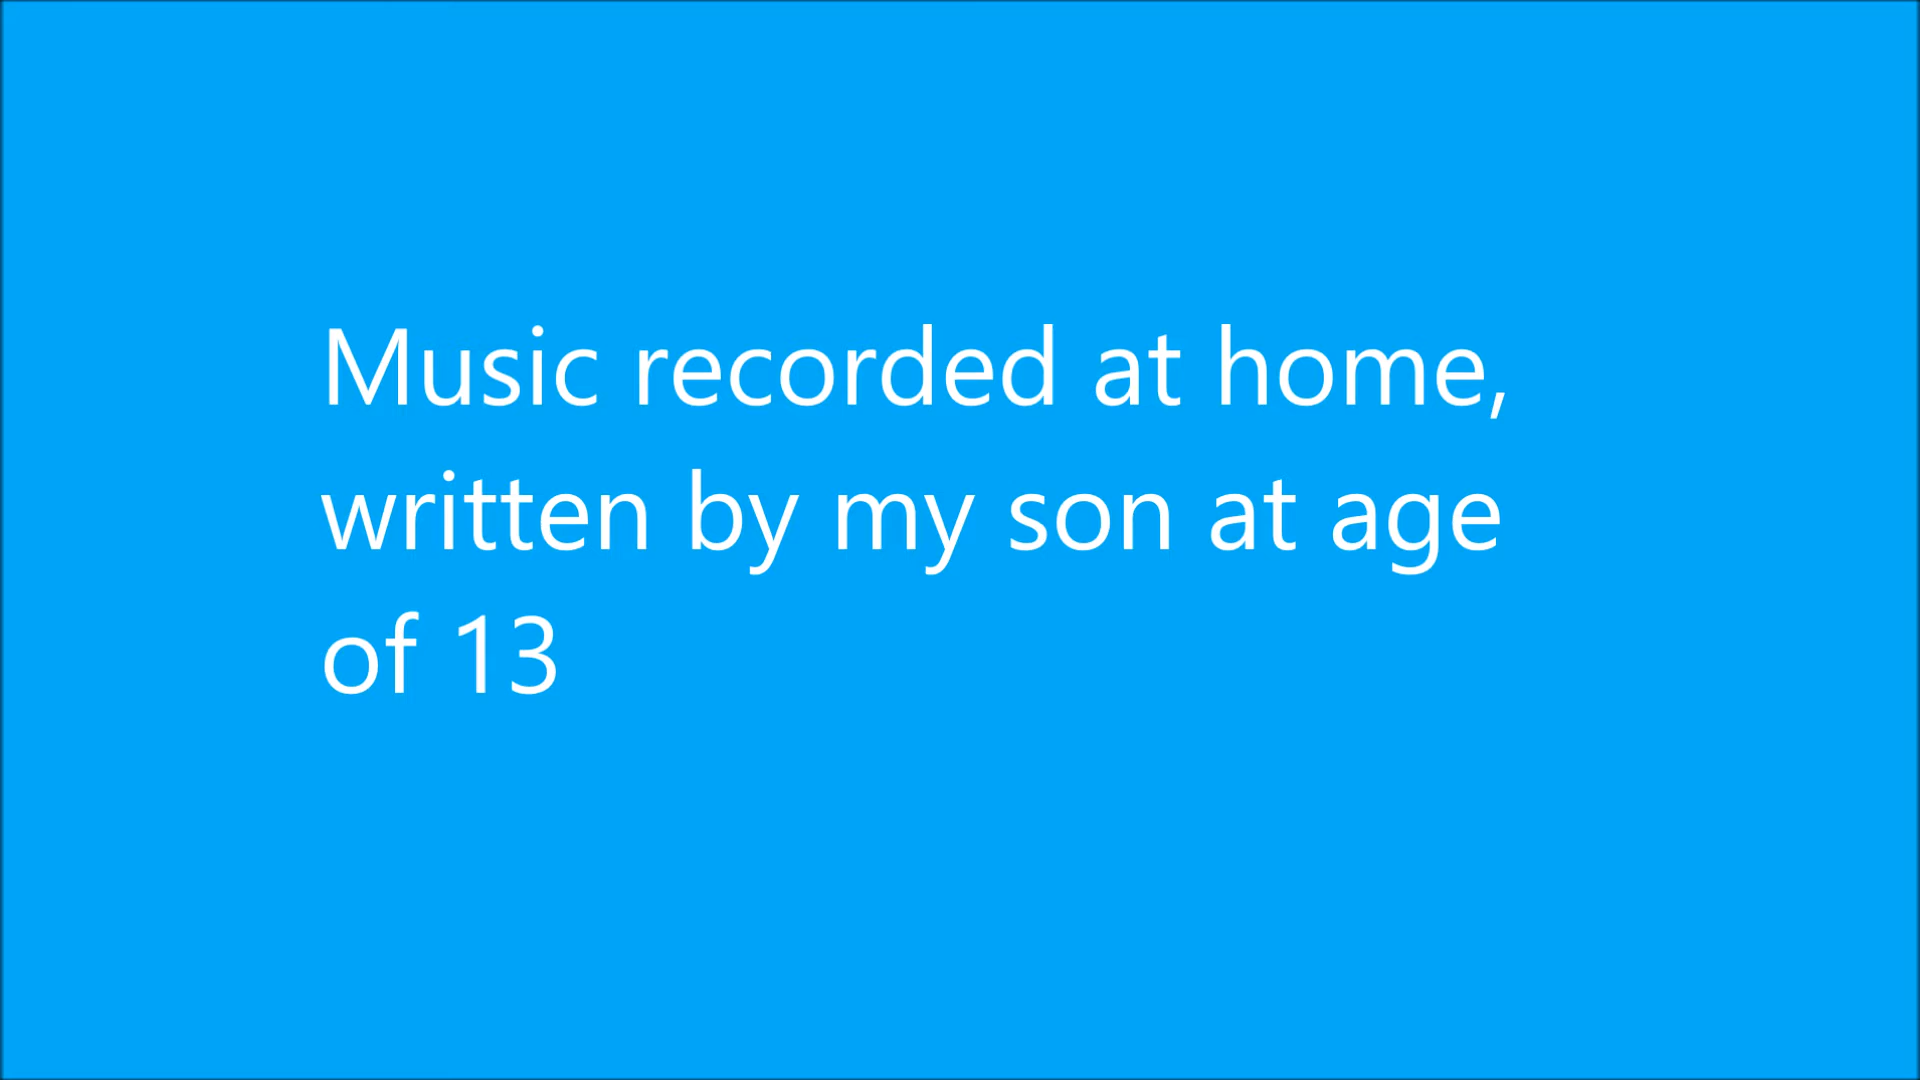 Music recorded at home,
written by my son at age
of 13